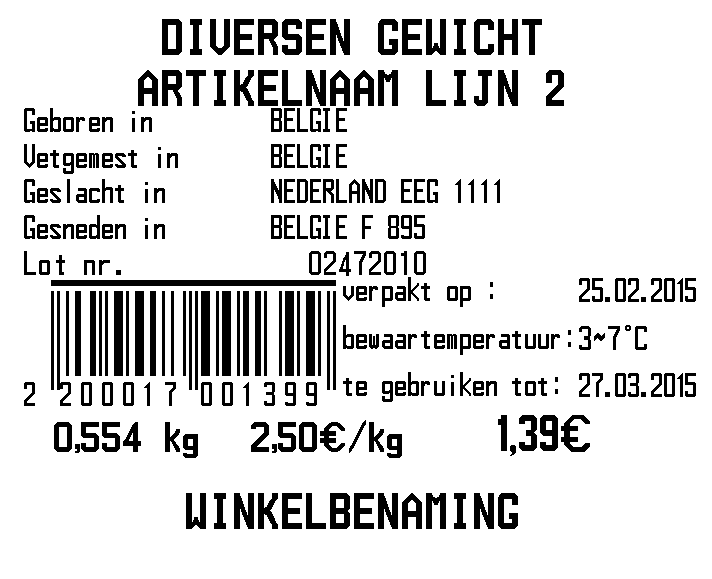 DIVERSEN GEWICHT
ARTIKELNAAM LIJN 2
Geboren in BELGIE
Vetgemest in BELGIE
Geslacht in NEDERLAND EEG 1111
Gesneden in BELGIE F 895
Lot nr. 02472010
verpakt op : 25.02.2015
bewaartemperatuur:3~7°C
te gebruiken tot: 27.03.2015
2 200017 001399
0,554 kg 2,50€/kg 1,39€
WINKELBENAMING